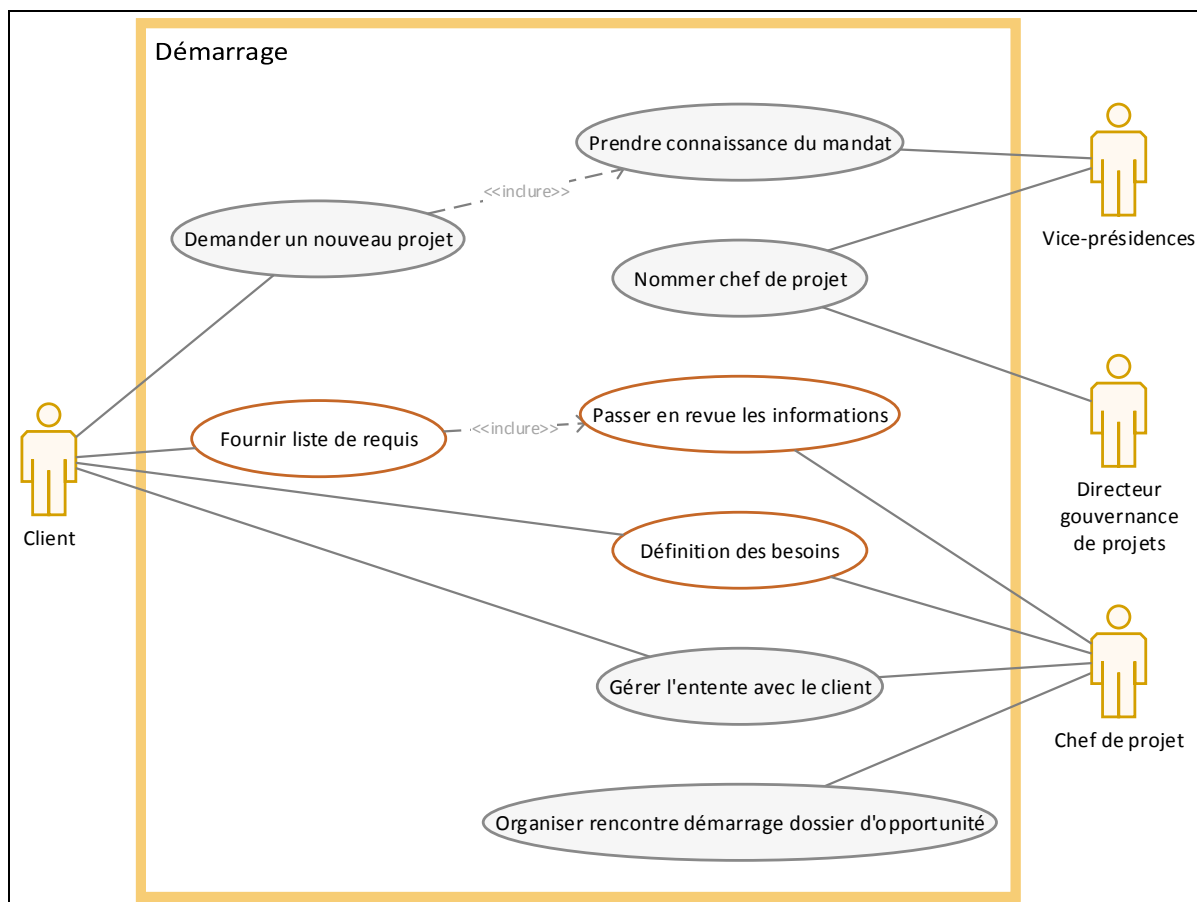 Démarrage
Prendre connaissance du mandat
<<inclure>>
Demander un nouveau projet
Vice-présidences
Nommer chef de projet
Passer en revue les informations
<<inclure>>
Fournir liste de requis
Directeur
gouvernance
de projets
Client
Définition des besoins
Gérer l'entente avec le client
Chef de projet
Organiser rencontre démarrage dossier d'opportunité